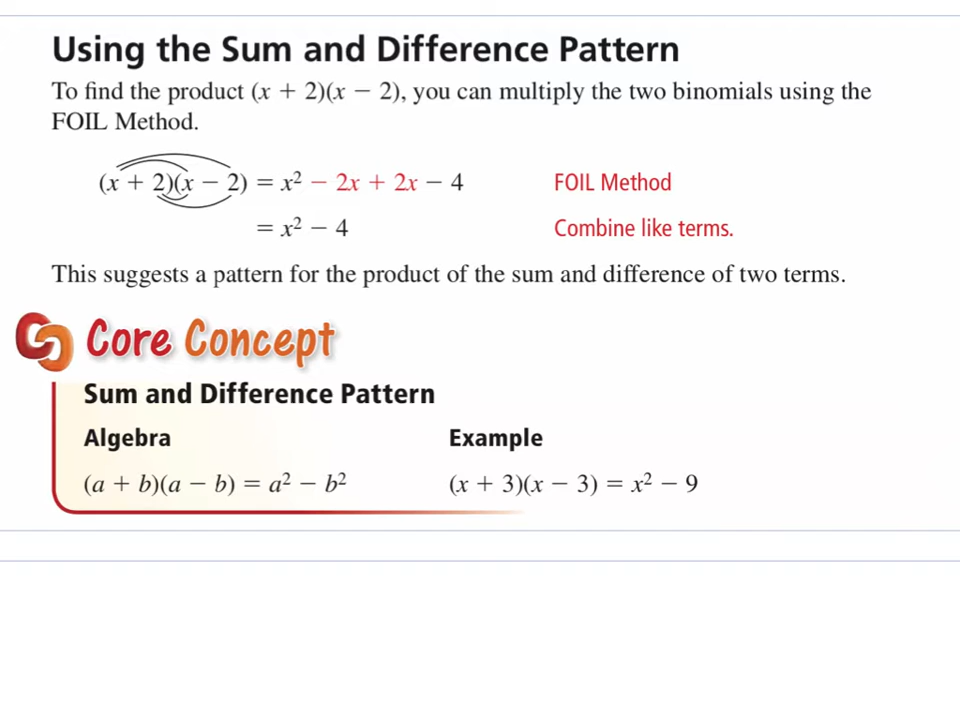 Using the Sum and Difference Pattern
To find the product (x + 2)(x − 2), you can multiply the two binomials using the
FOIL Method.
(x + 2)(x − 2) = x² − 2x + 2x − 4 FOIL Method
= x² − 4 Combine like terms.
This suggests a pattern for the product of the sum and difference of two terms.
Core Concept
Sum and Difference Pattern
Algebra Example
(a + b)(a − b) = a² − b² (x + 3)(x − 3) = x² − 9